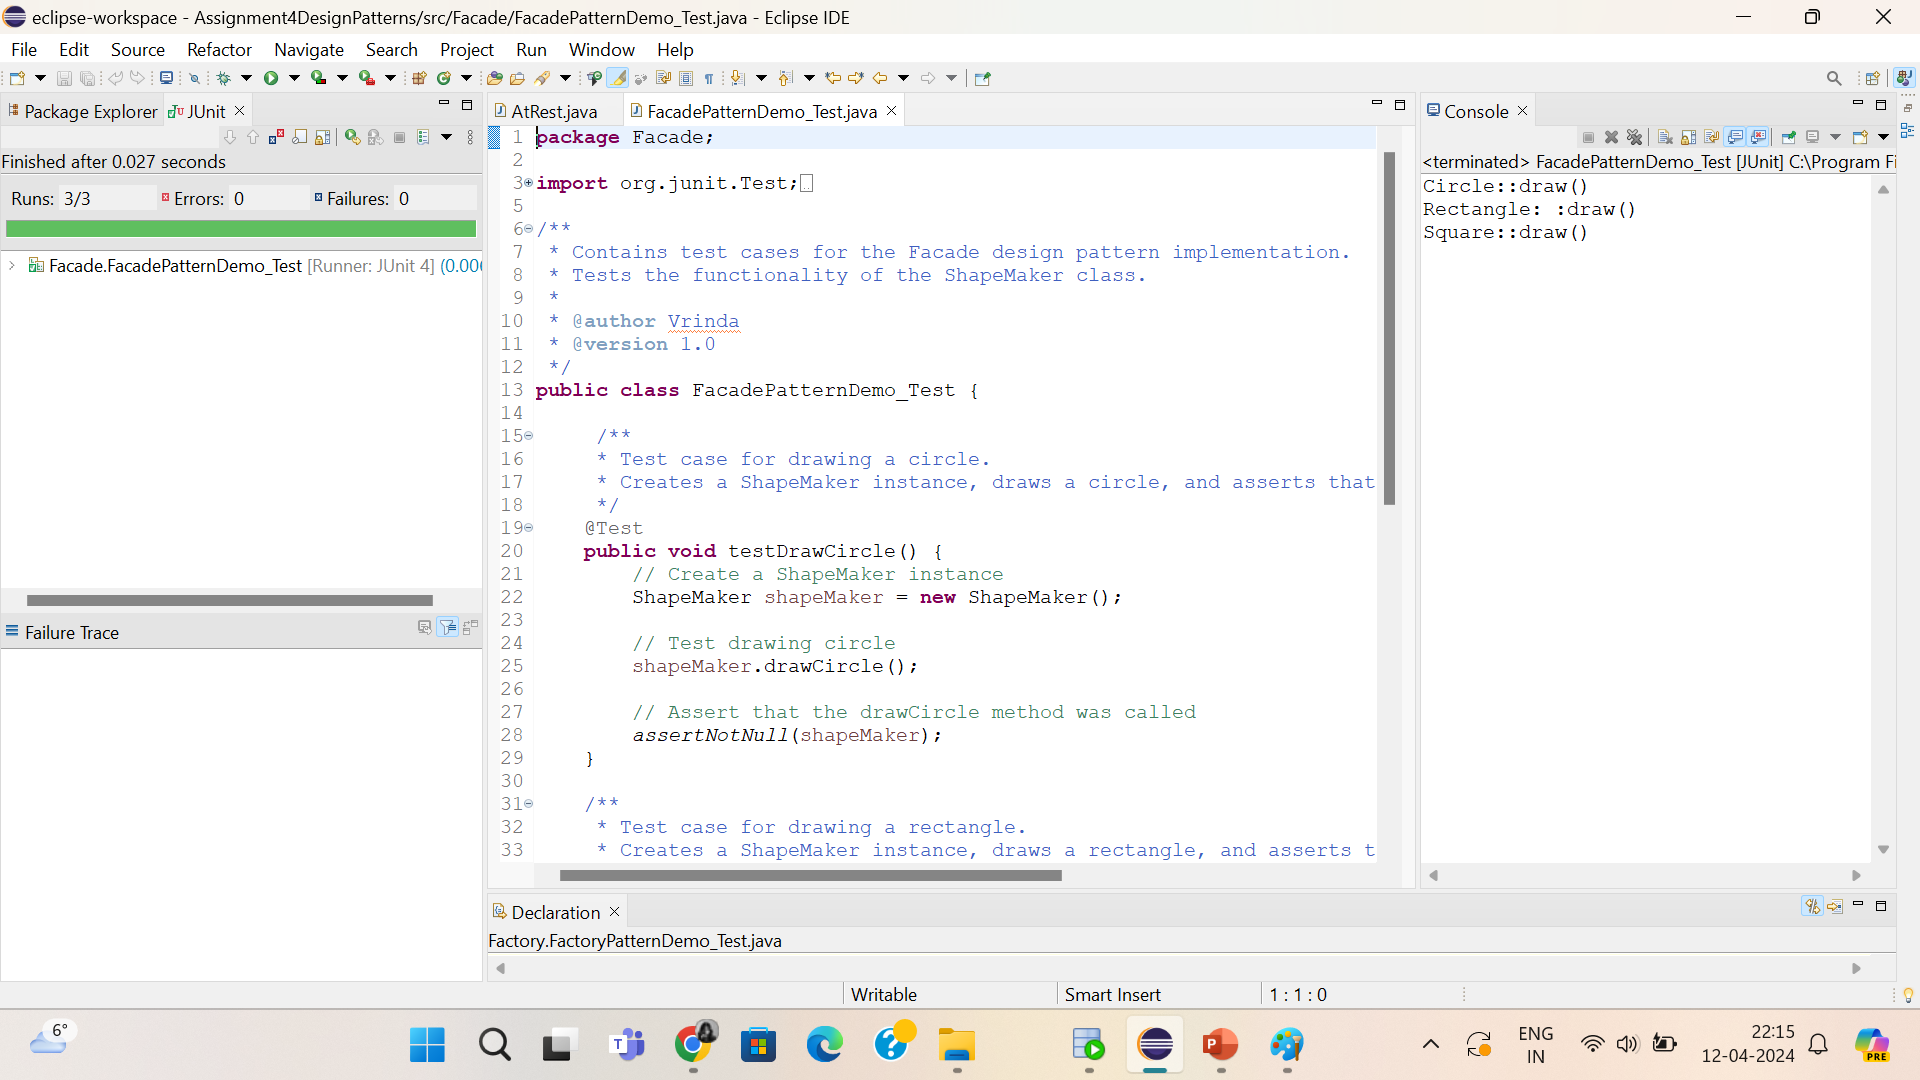 eclipse-workspace - Assignment4DesignPatterns/src/Facade/FacadePatternDemo_Test.java - Eclipse IDE
File Edit Source Refactor Navigate Search Project Run Window Help
Package Explorer JUnit
Finished after 0.027 seconds
Runs: 3/3 Errors: 0 Failures: 0
Facade.FacadePatternDemo_Test [Runner: JUnit 4] (0.00
Failure Trace
AtRest.java FacadePatternDemo_Test.java
1 package Facade;
2
3 import org.junit.Test;
5
6 /**
7 * Contains test cases for the Facade design pattern implementation.
8 * Tests the functionality of the ShapeMaker class.
9 *
10 * @author Vrinda
11 * @version 1.0
12 */
13 public class FacadePatternDemo_Test {
14
15 /**
16 * Test case for drawing a circle.
17 * Creates a ShapeMaker instance, draws a circle, and asserts that
18 */
19 @Test
20 public void testDrawCircle() {
21 // Create a ShapeMaker instance
22 ShapeMaker shapeMaker = new ShapeMaker();
23
24 // Test drawing circle
25 shapeMaker.drawCircle();
26
27 // Assert that the drawCircle method was called
28 assertNotNull(shapeMaker);
29 }
30
31 /**
32 * Test case for drawing a rectangle.
33 * Creates a ShapeMaker instance, draws a rectangle, and asserts t
Console
<terminated> FacadePatternDemo_Test [JUnit] C:\Program Fi
Circle::draw()
Rectangle: :draw()
Square::draw()
Declaration
Factory.FactoryPatternDemo_Test.java
Writable Smart Insert 1 : 1 : 0
6°
ENG
IN
22:15
12-04-2024
PRE